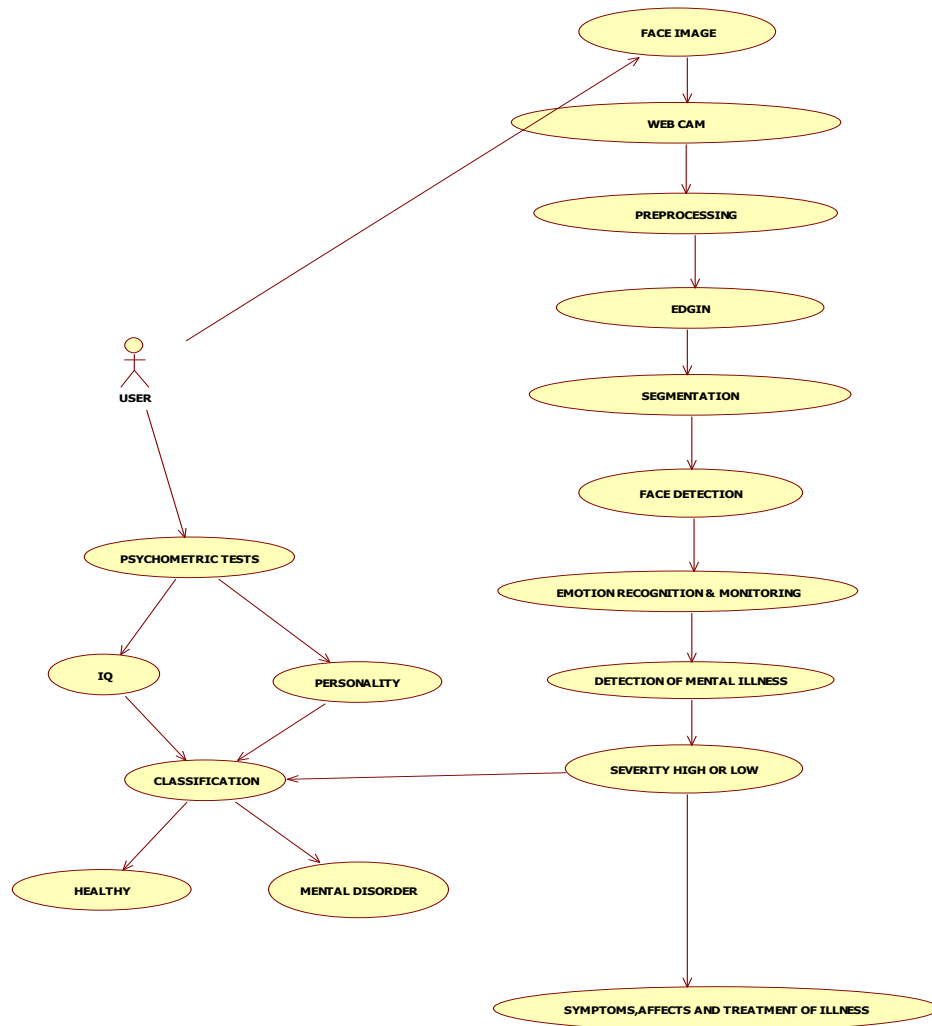 FACE IMAGE
WEB CAM
PREPROCESSING
EDGIN
USER
SEGMENTATION
FACE DETECTION
PSYCHOMETRIC TESTS
EMOTION RECOGNITION & MONITORING
IQ
PERSONALITY
DETECTION OF MENTAL ILLNESS
CLASSIFICATION
SEVERITY HIGH OR LOW
HEALTHY
MENTAL DISORDER
SYMPTOMS,AFFECTS AND TREATMENT OF ILLNESS